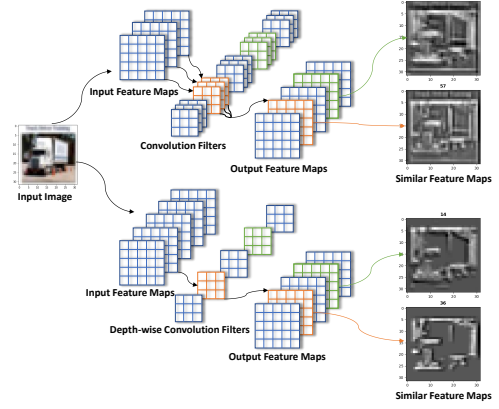 Input Feature Maps
Convolution Filters
Output Feature Maps
Input Image
57
Similar Feature Maps
Input Feature Maps
Depth-wise Convolution Filters
Output Feature Maps
14
36
Similar Feature Maps